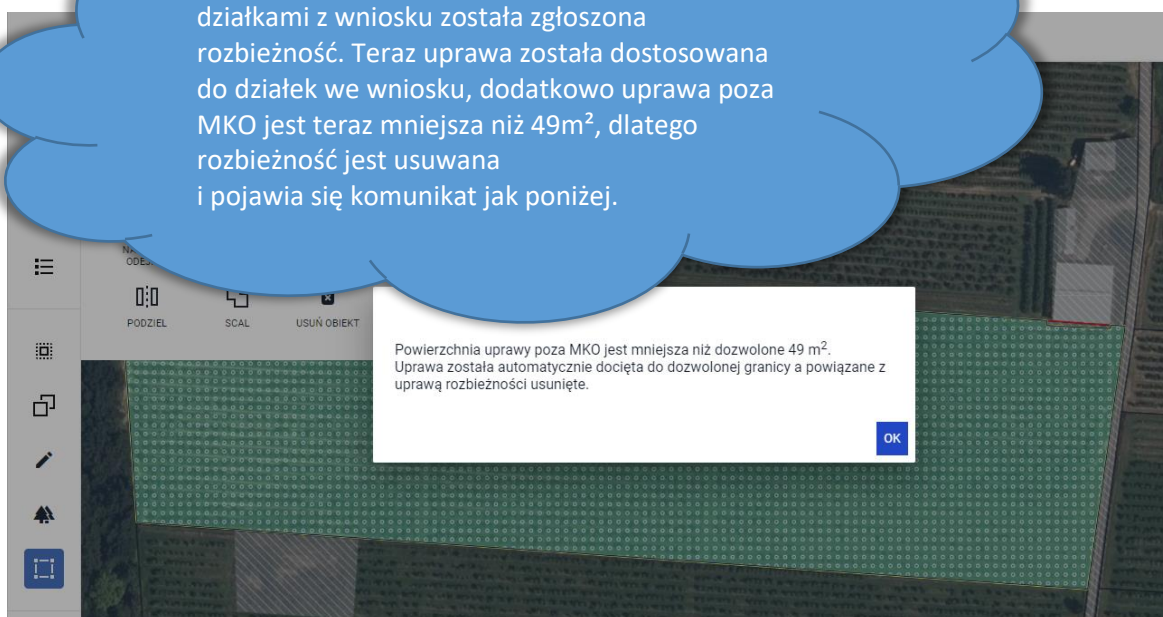 działkami z wniosku została zgłoszona
rozbieżność. Teraz uprawa została dostosowana
do działek we wniosku, dodatkowo uprawa poza
MKO jest teraz mniejsza niż 49m², dlatego
rozbieżność jest usuwana
i pojawia się komunikat jak poniżej.
PODZIEL
SCAL
USUŃ OBIEKT
Powierzchnia uprawy poza MKO jest mniejsza niż dozwolone 49 m².
Uprawa została automatycznie docięta do dozwolonej granicy a powiązane z
uprawą rozbieżności usunięte.
OK